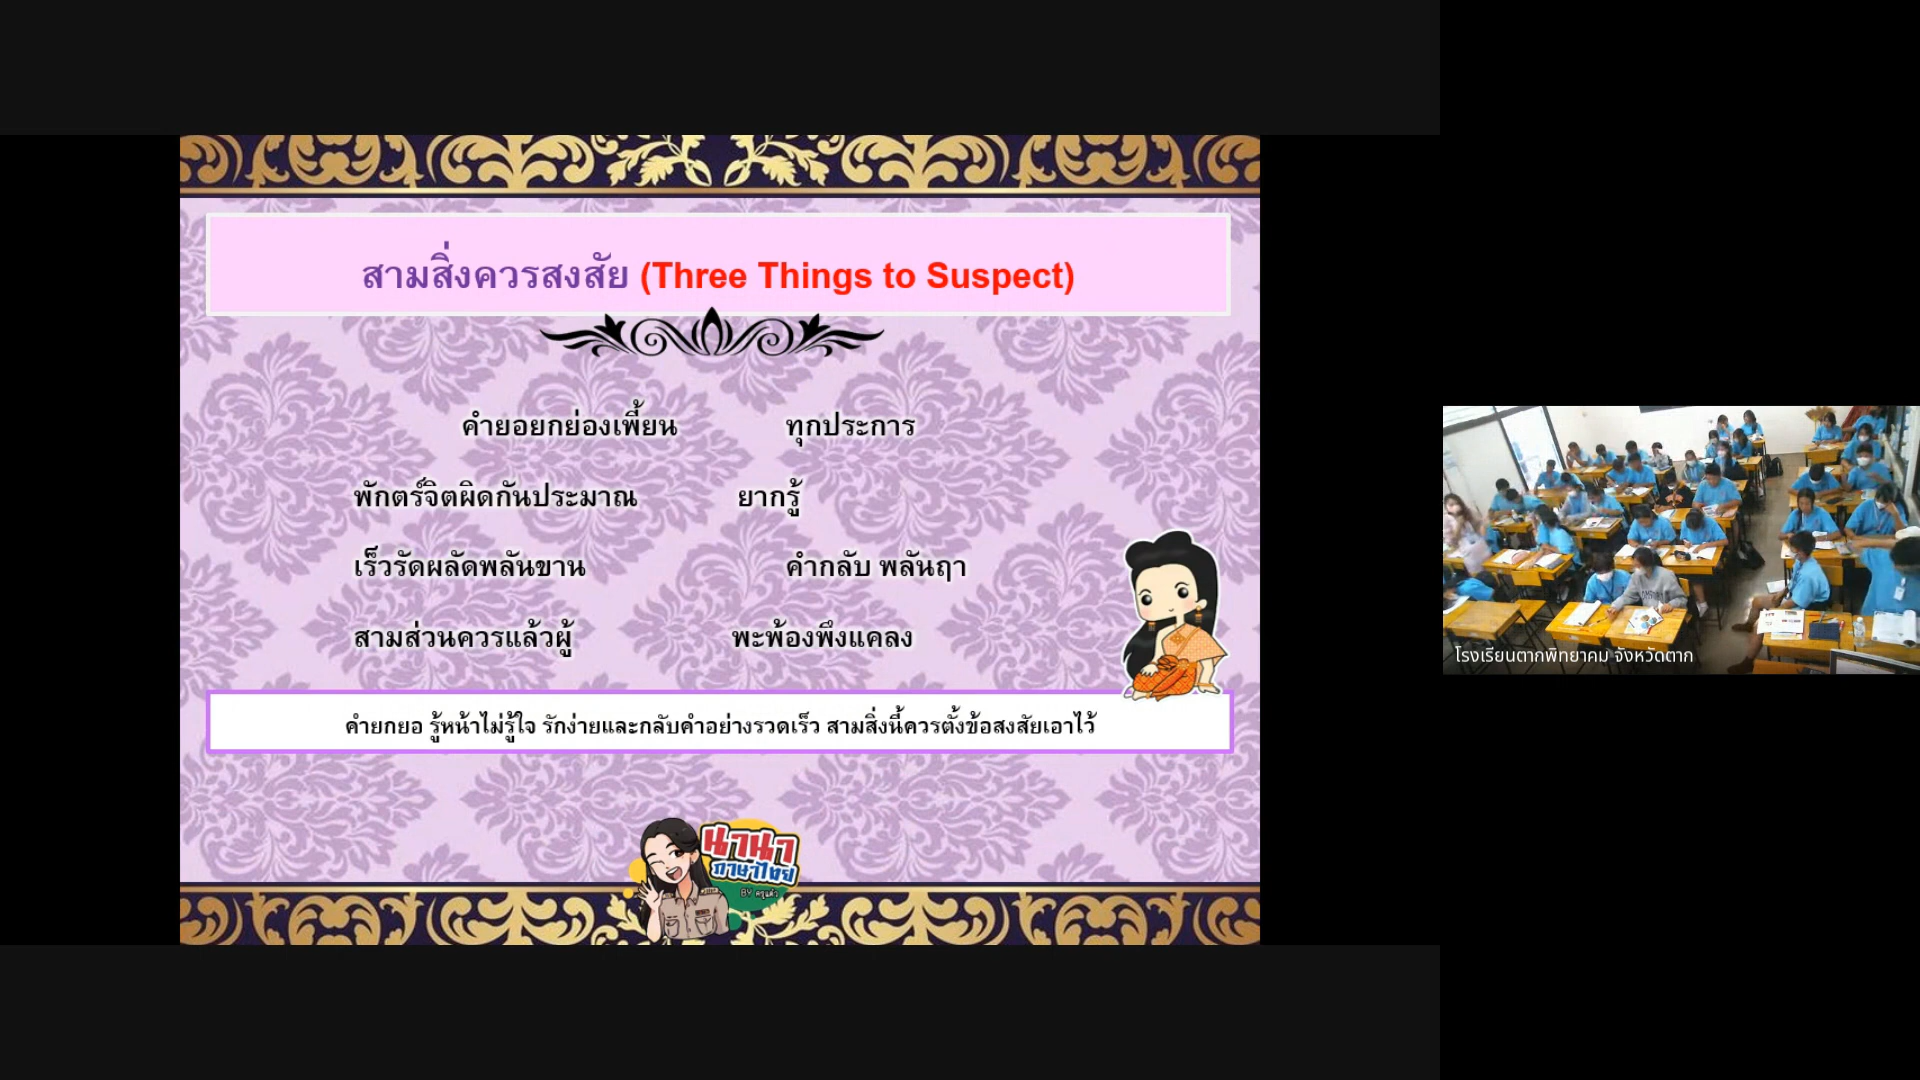 สามสิ่งควรสงสัย (Three Things to Suspect)
คำยอยกย่องเพี้ยน ทุกประการ
พักตร์จิตผิดกันประมาณ ยากรู้
เร็วรัดผลัดพลันขาน คำกลับ พลันฤา
สามส่วนควรแล้วผู้ พะพ้องพึงแคลง
คำยกยอ รู้หน้าไม่รู้ใจ รักง่ายและกลับคำอย่างรวดเร็ว สามสิ่งนี้ควรตั้งข้อสงสัยเอาไว้
นานา
ภาษาไทย
BY ครูแต้ว
โรงเรียนตากพิทยาคม จังหวัดตาก